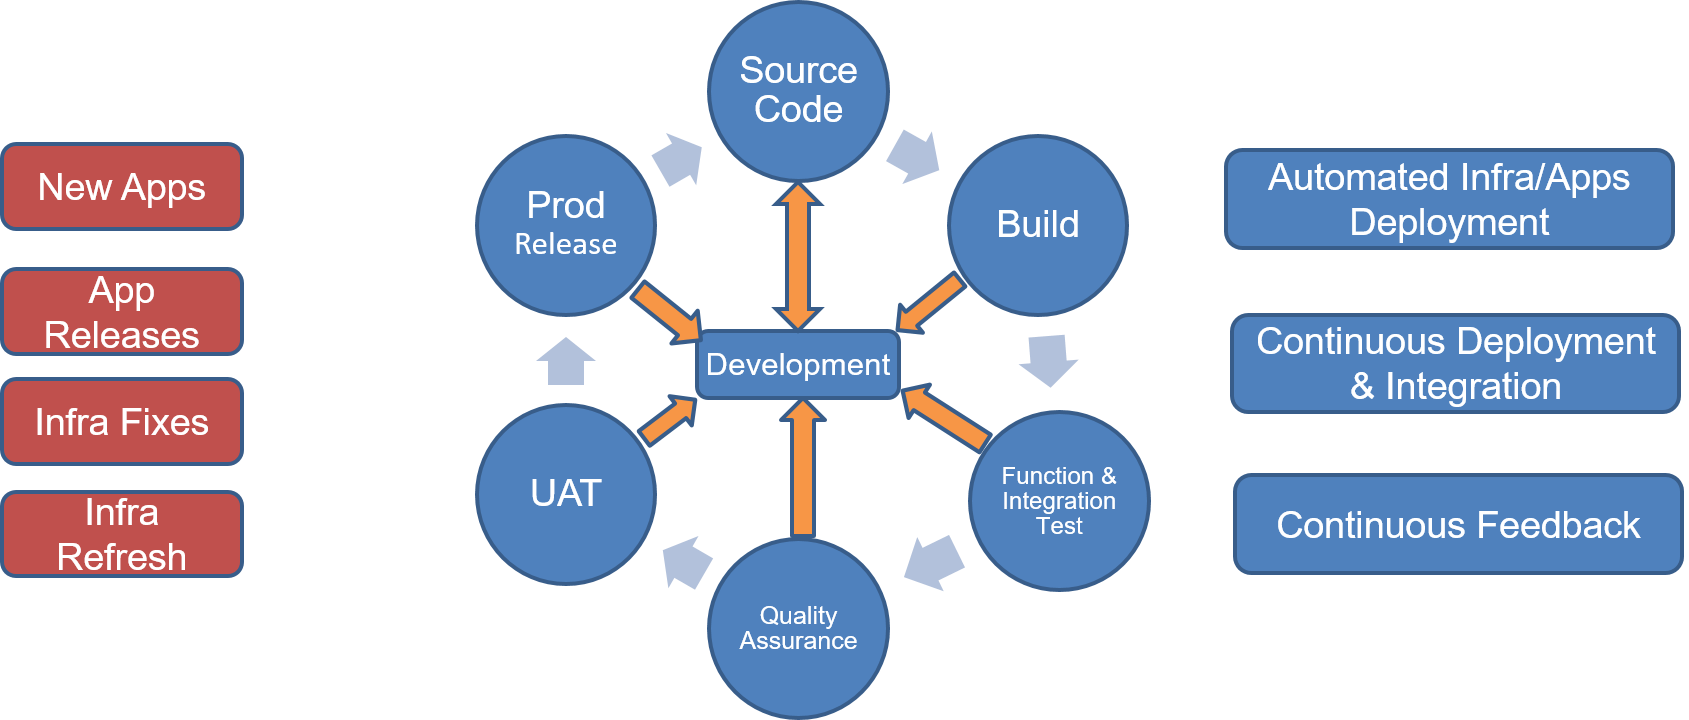 New Apps
App
Releases
Infra Fixes
Infra
Refresh
Source
Code
Build
Function &
Integration
Test
Quality
Assurance
UAT
Prod
Release
Development
Automated Infra/Apps
Deployment
Continuous Deployment
& Integration
Continuous Feedback